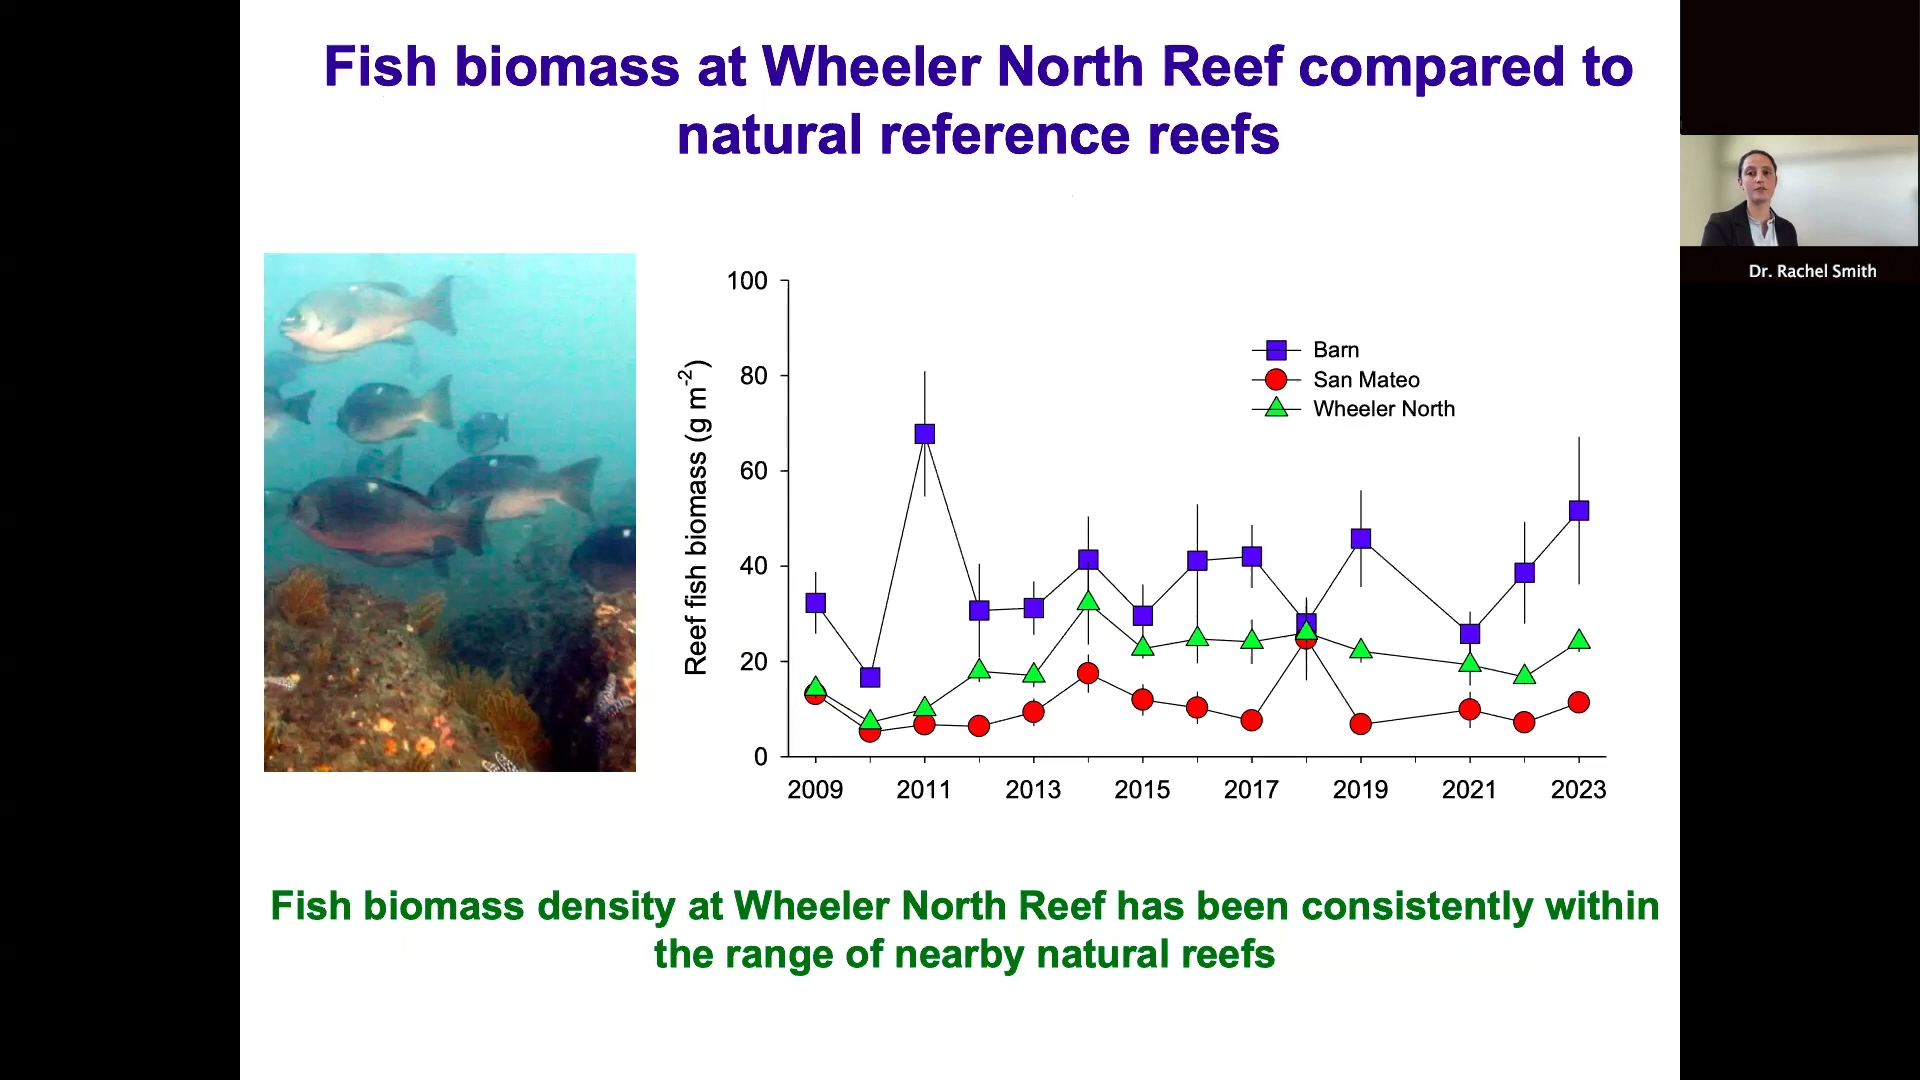 Fish biomass at Wheeler North Reef compared to
natural reference reefs
Dr. Rachel Smith
Reef fish biomass (g m-2)
100
80
60
40
20
0
Barn
San Mateo
Wheeler North
2009 2011 2013 2015 2017 2019 2021 2023
Fish biomass density at Wheeler North Reef has been consistently within
the range of nearby natural reefs